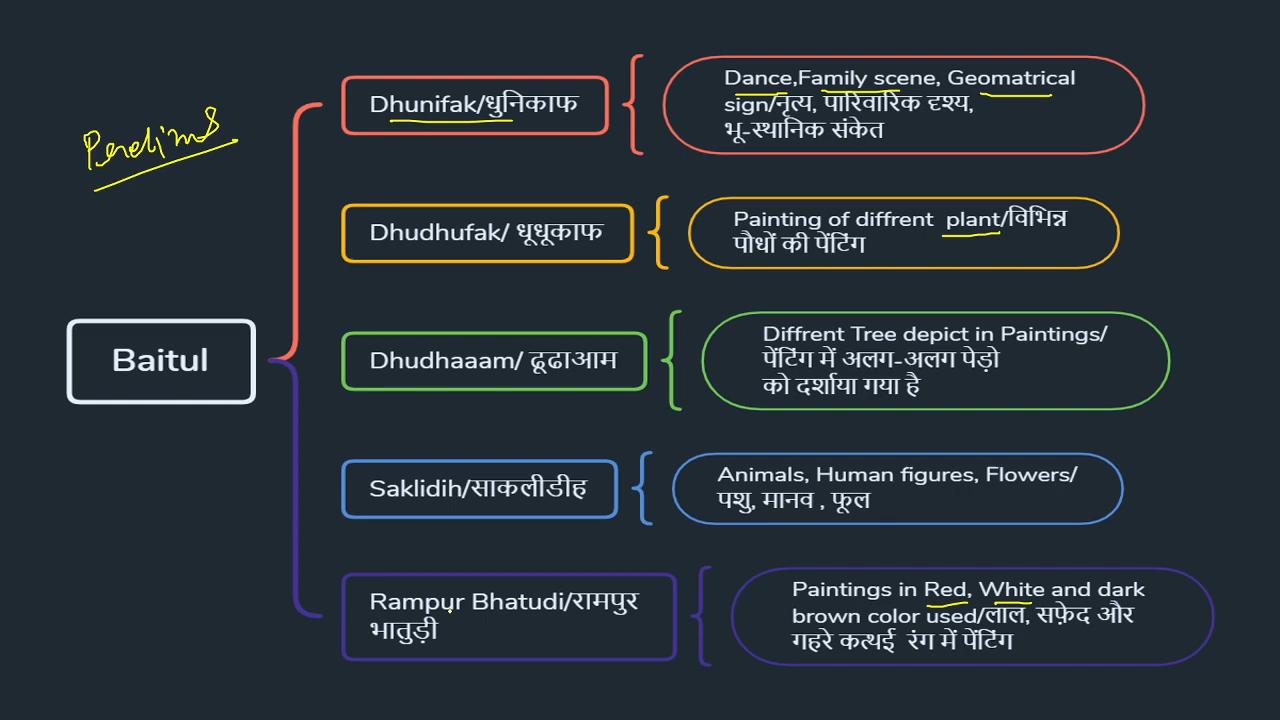 Perelims
Baitul
Dhunifak/धुनिकाफ
Dance,Family scene, Geomatrical
sign/नृत्य, पारिवारिक दृश्य,
भू-स्थानिक संकेत
Dhudhufak/ धूधूकाफ
Painting of diffrent plant/विभिन्न
पौधों की पेंटिंग
Dhudhaaam/ ढूढाआम
Diffrent Tree depict in Paintings/
पेंटिंग में अलग-अलग पेड़ो
को दर्शाया गया है
Saklidih/साकलीडीह
Animals, Human figures, Flowers/
पशु, मानव , फूल
Rampur Bhatudi/रामपुर
भातुड़ी
Paintings in Red, White and dark
brown color used/लाल, सफ़ेद और
गहरे कत्थई रंग में पेंटिंग